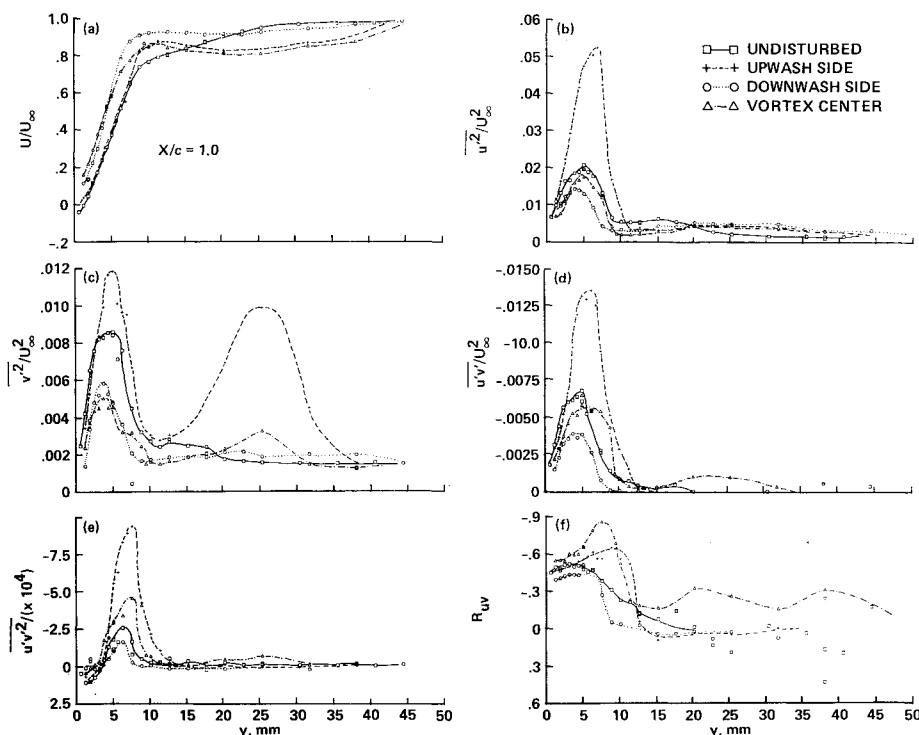 (a)
1.0
.8
.6
.4
.2
0
-.2
U/U∞
X/c = 1.0
(b)
.06
.05
.04
.03
.02
.01
0
u'²/U²∞
UNDISTURBED
UPWASH SIDE
DOWNWASH SIDE
VORTEX CENTER
(c)
.012
.010
.008
.006
.004
.002
0
v'²/U²∞
(d)
-.0150
-.0125
-10.0
-.0075
-.0050
-.0025
0
u'v'/U²∞
(e)
-7.5
-5.0
-2.5
0
2.5
u'v'²/(× 10⁴)
0 5 10 15 20 25 30 35 40 45 50
y, mm
(f)
-.9
-.6
-.3
0
.3
.6
Ruv
0 5 10 15 20 25 30 35 40 45 50
y, mm